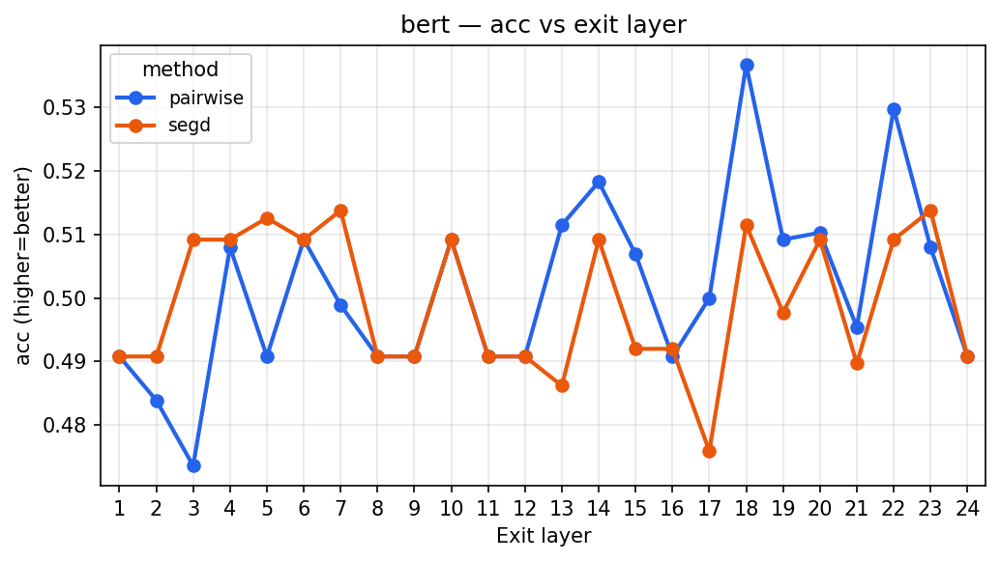 bert — acc vs exit layer
method
pairwise
segd
acc (higher=better)
0.53
0.52
0.51
0.50
0.49
0.48
1 2 3 4 5 6 7 8 9 10 11 12 13 14 15 16 17 18 19 20 21 22 23 24
Exit layer